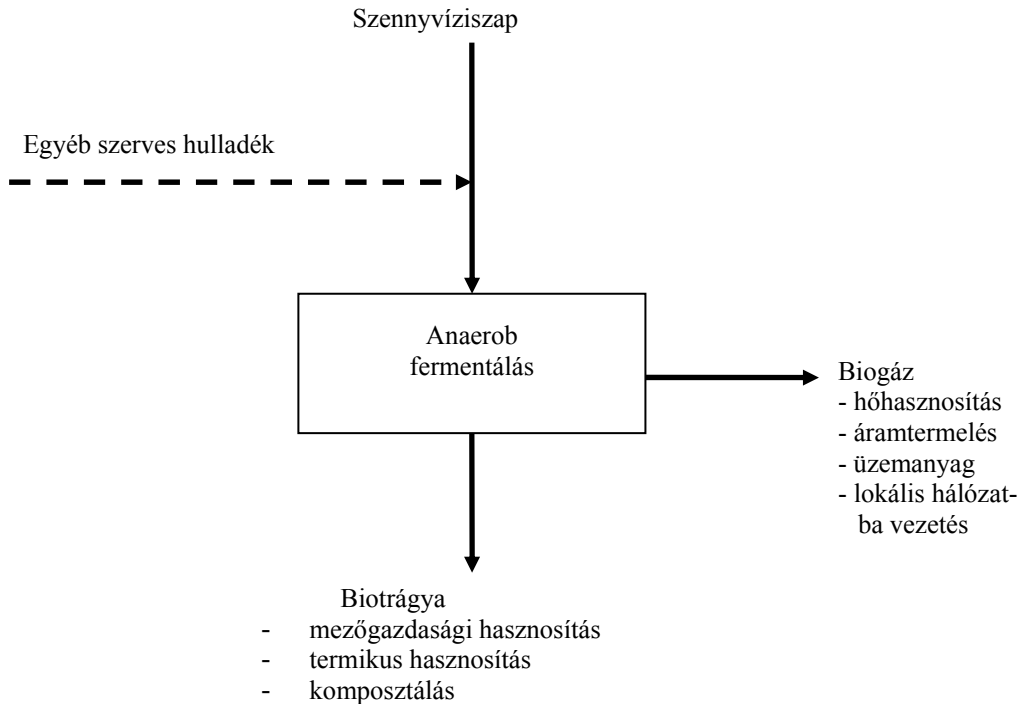 Szennyvíziszap
Egyéb szerves hulladék
Anaerob
fermentálás
Biogáz
- hőhasznosítás
- áramtermelés
- üzemanyag
- lokális hálózat-
ba vezetés
Biotrágya
- mezőgazdasági hasznosítás
- termikus hasznosítás
- komposztálás